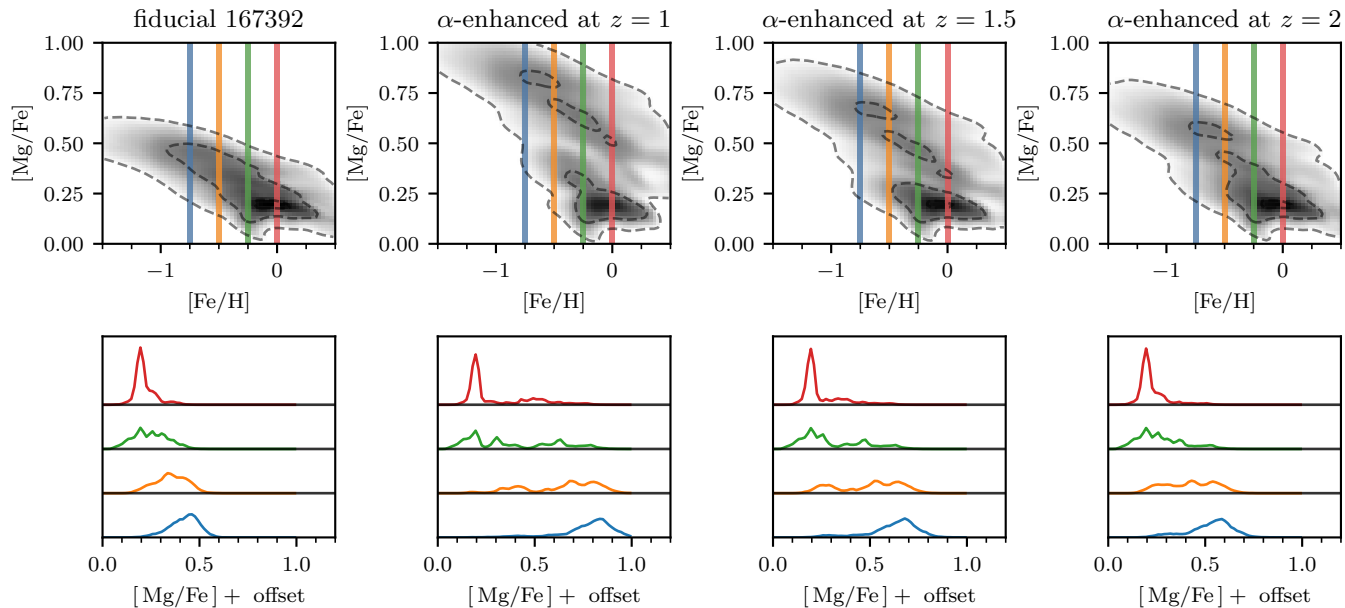 fiducial 167392
α-enhanced at z = 1
α-enhanced at z = 1.5
α-enhanced at z = 2
1.00 1.00 1.00 1.00
0.75 0.75 0.75 0.75
0.50 0.50 0.50 0.50
0.25 0.25 0.25 0.25
0.00 0.00 0.00 0.00
[Mg/Fe] [Mg/Fe] [Mg/Fe] [Mg/Fe]
−1 0 −1 0 −1 0 −1 0
[Fe/H] [Fe/H] [Fe/H] [Fe/H]
0.0 0.5 1.0 0.0 0.5 1.0 0.0 0.5 1.0 0.0 0.5 1.0
[Mg/Fe] + offset [Mg/Fe] + offset [Mg/Fe] + offset [Mg/Fe] + offset